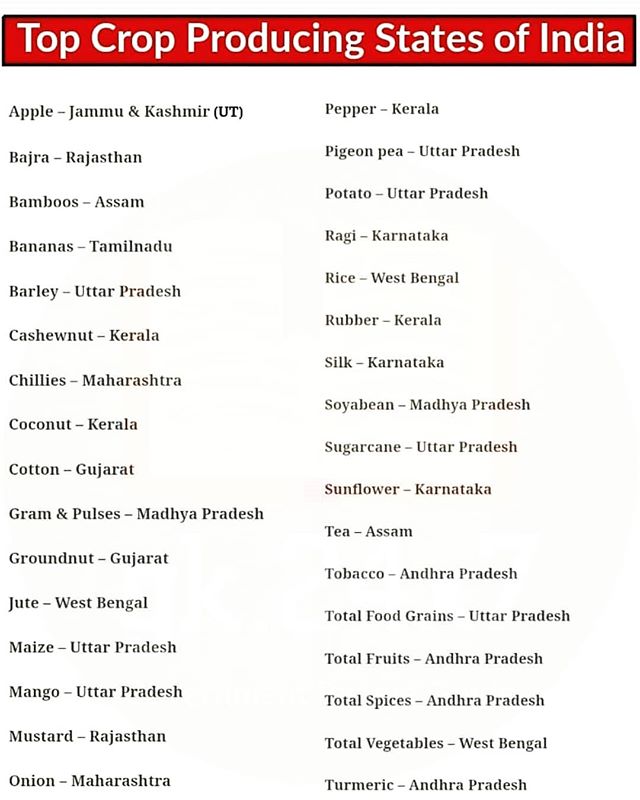 Top Crop Producing States of India
Apple – Jammu & Kashmir (UT)
Bajra – Rajasthan
Bamboos – Assam
Bananas – Tamilnadu
Barley – Uttar Pradesh
Cashewnut – Kerala
Chillies – Maharashtra
Coconut – Kerala
Cotton – Gujarat
Gram & Pulses – Madhya Pradesh
Groundnut – Gujarat
Jute – West Bengal
Maize – Uttar Pradesh
Mango – Uttar Pradesh
Mustard – Rajasthan
Onion – Maharashtra
Pepper – Kerala
Pigeon pea – Uttar Pradesh
Potato – Uttar Pradesh
Ragi – Karnataka
Rice – West Bengal
Rubber – Kerala
Silk – Karnataka
Soyabean – Madhya Pradesh
Sugarcane – Uttar Pradesh
Sunflower – Karnataka
Tea – Assam
Tobacco – Andhra Pradesh
Total Food Grains – Uttar Pradesh
Total Fruits – Andhra Pradesh
Total Spices – Andhra Pradesh
Total Vegetables – West Bengal
Turmeric – Andhra Pradesh